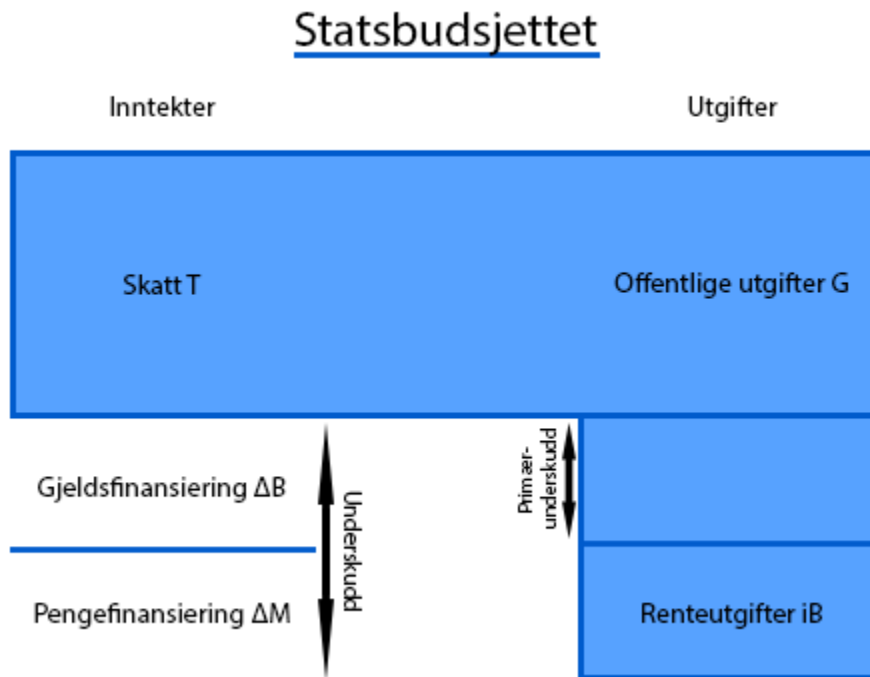 Statsbudsjettet
Inntekter
Utgifter
Skatt T
Offentlige utgifter G
Gjeldsfinansiering ΔB
Underskudd
Primær-
underskudd
Pengefinansiering ΔM
Renteutgifter iB